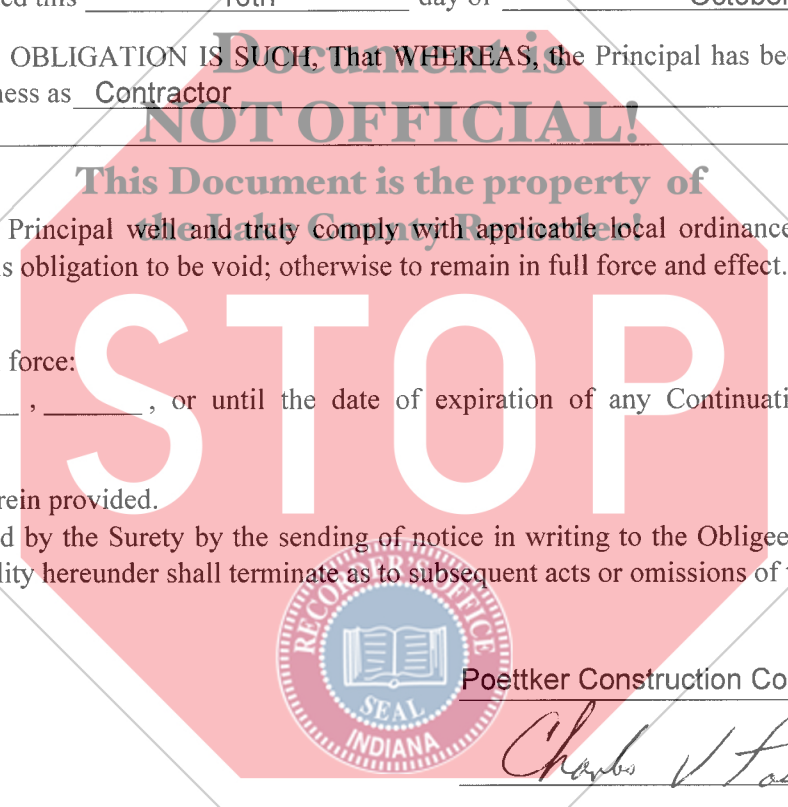 day of October
OBLIGATION IS SUCH, That WHEREAS, the Principal has be
Document is
ness as Contractor
NOT OFFICIAL!
This Document is the property of
the Lake County Recorder!
Principal well and truly comply with applicable local ordinance
s obligation to be void; otherwise to remain in full force and effect.
STOP
force:
, , or until the date of expiration of any Continuati
rein provided.
d by the Surety by the sending of notice in writing to the Obligee
lity hereunder shall terminate as to subsequent acts or omissions of
RECORDER'S OFFICE
SEAL
INDIANA
Poettker Construction Co
Charles V